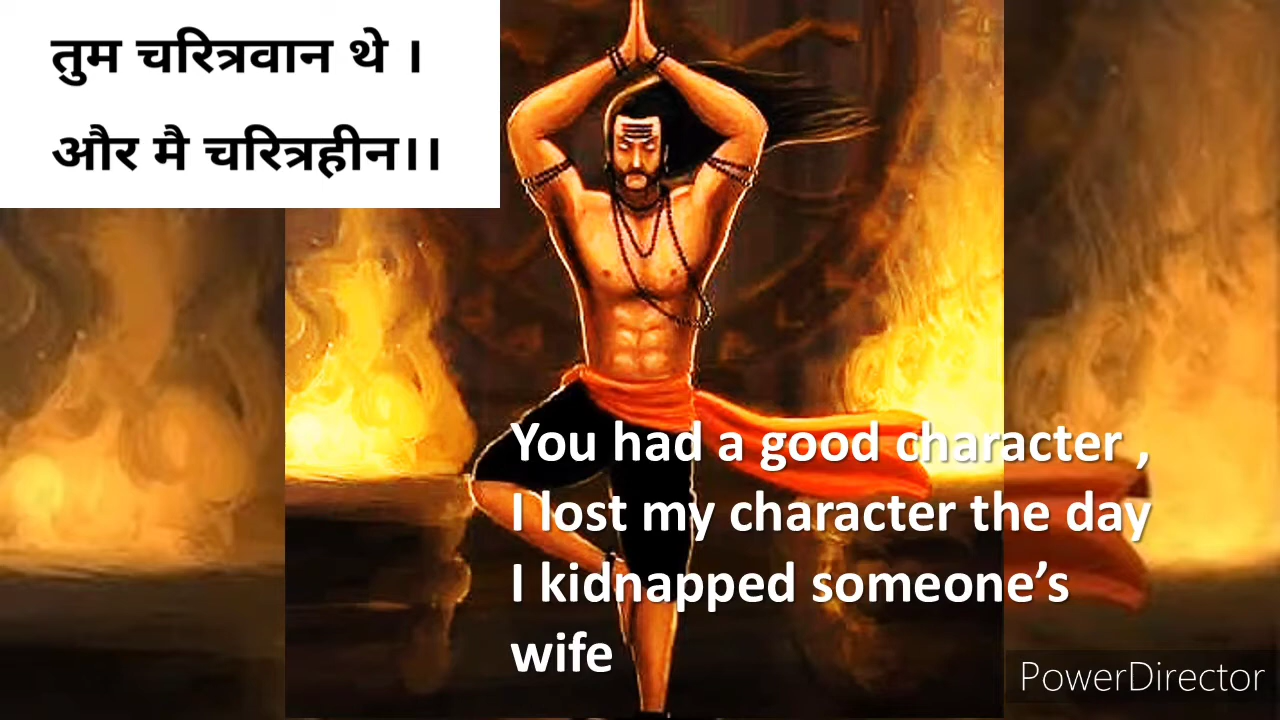 तुम चरित्रवान थे ।
और मै चरित्रहीन।।
You had a good character ,
I lost my character the day
I kidnapped someone’s
wife
PowerDirector